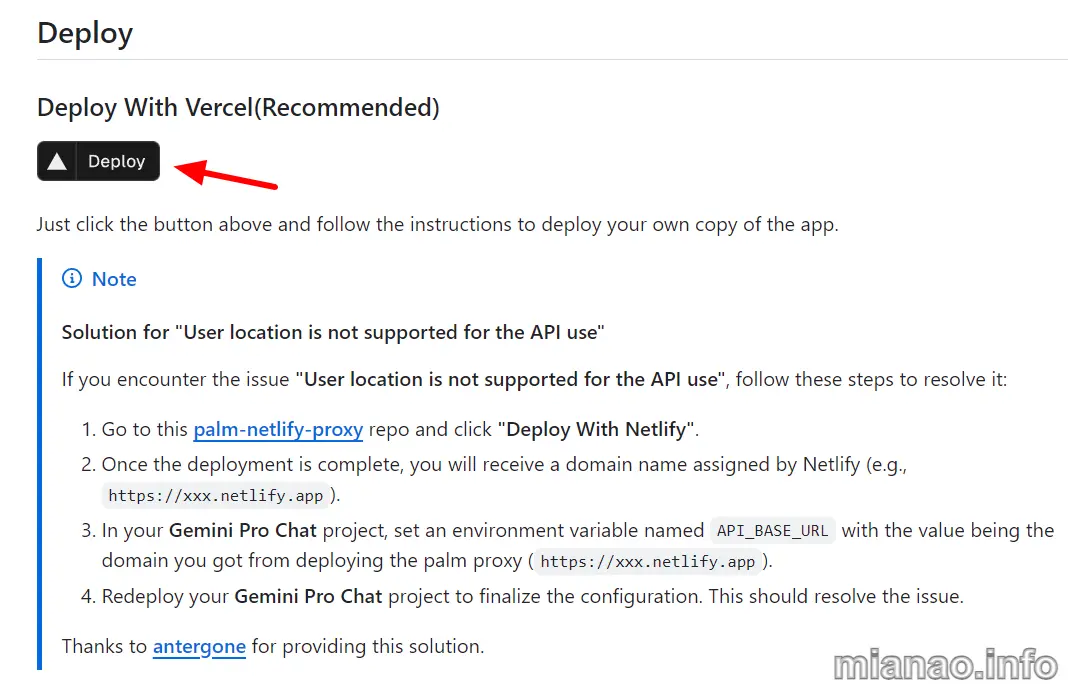 Deploy
Deploy With Vercel(Recommended)
Deploy
Just click the button above and follow the instructions to deploy your own copy of the app.
Note
Solution for "User location is not supported for the API use"
If you encounter the issue "User location is not supported for the API use", follow these steps to resolve it:
1. Go to this palm-netlify-proxy repo and click "Deploy With Netlify".
2. Once the deployment is complete, you will receive a domain name assigned by Netlify (e.g.,
https://xxx.netlify.app ).
3. In your Gemini Pro Chat project, set an environment variable named API_BASE_URL with the value being the
domain you got from deploying the palm proxy ( https://xxx.netlify.app ).
4. Redeploy your Gemini Pro Chat project to finalize the configuration. This should resolve the issue.
Thanks to antergone for providing this solution.
mianao.info